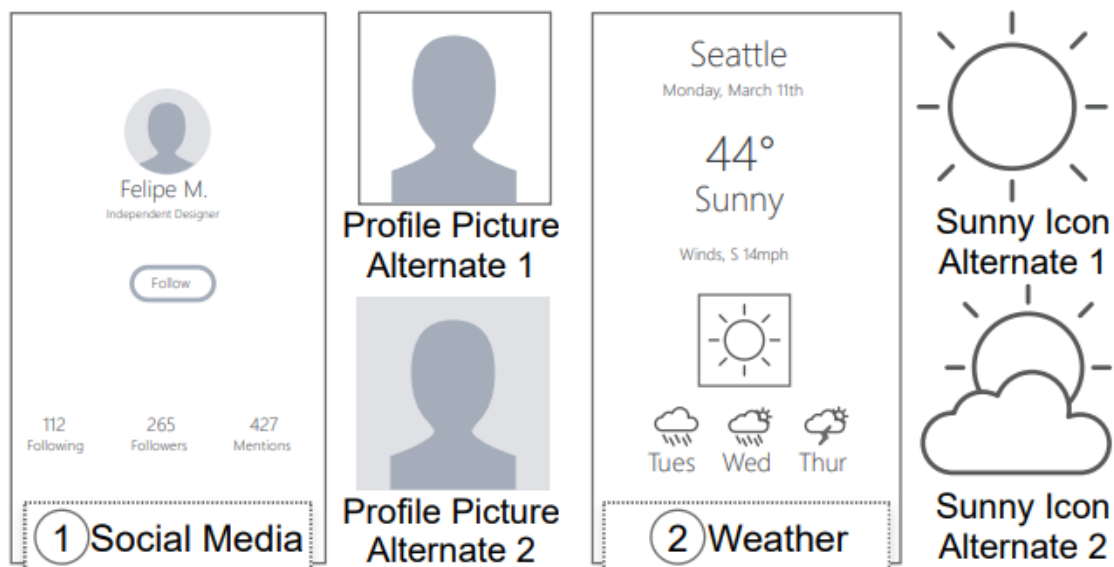 Felipe M.
Independent Designer
Follow
112
Following
265
Followers
427
Mentions
1 Social Media
Profile Picture
Alternate 1
Profile Picture
Alternate 2
Seattle
Monday, March 11th
44°
Sunny
Winds, S 14mph
Tues
Wed
Thur
2 Weather
Sunny Icon
Alternate 1
Sunny Icon
Alternate 2